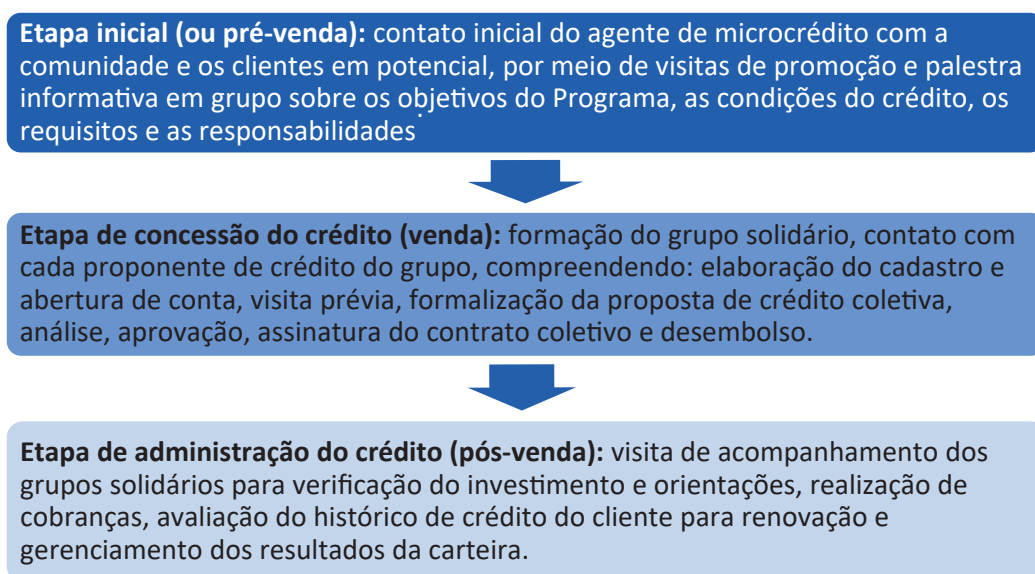 Etapa inicial (ou pré-venda): contato inicial do agente de microcrédito com a
comunidade e os clientes em potencial, por meio de visitas de promoção e palestra
informativa em grupo sobre os objetivos do Programa, as condições do crédito, os
requisitos e as responsabilidades
Etapa de concessão do crédito (venda): formação do grupo solidário, contato com
cada proponente de crédito do grupo, compreendendo: elaboração do cadastro e
abertura de conta, visita prévia, formalização da proposta de crédito coletiva,
análise, aprovação, assinatura do contrato coletivo e desembolso.
Etapa de administração do crédito (pós-venda): visita de acompanhamento dos
grupos solidários para verificação do investimento e orientações, realização de
cobranças, avaliação do histórico de crédito do cliente para renovação e
gerenciamento dos resultados da carteira.